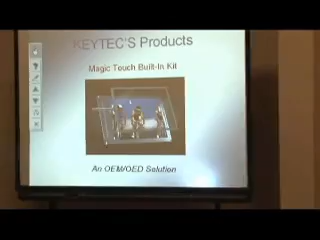 KEYTEC'S Products
Magic Touch Built-In Kit
An OEM/OED Solution